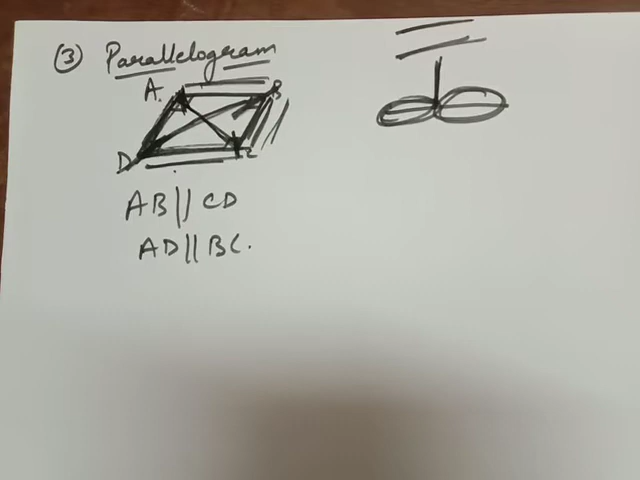 ③ Parallelogram
A. B
D C
AB || CD
AD || BC.